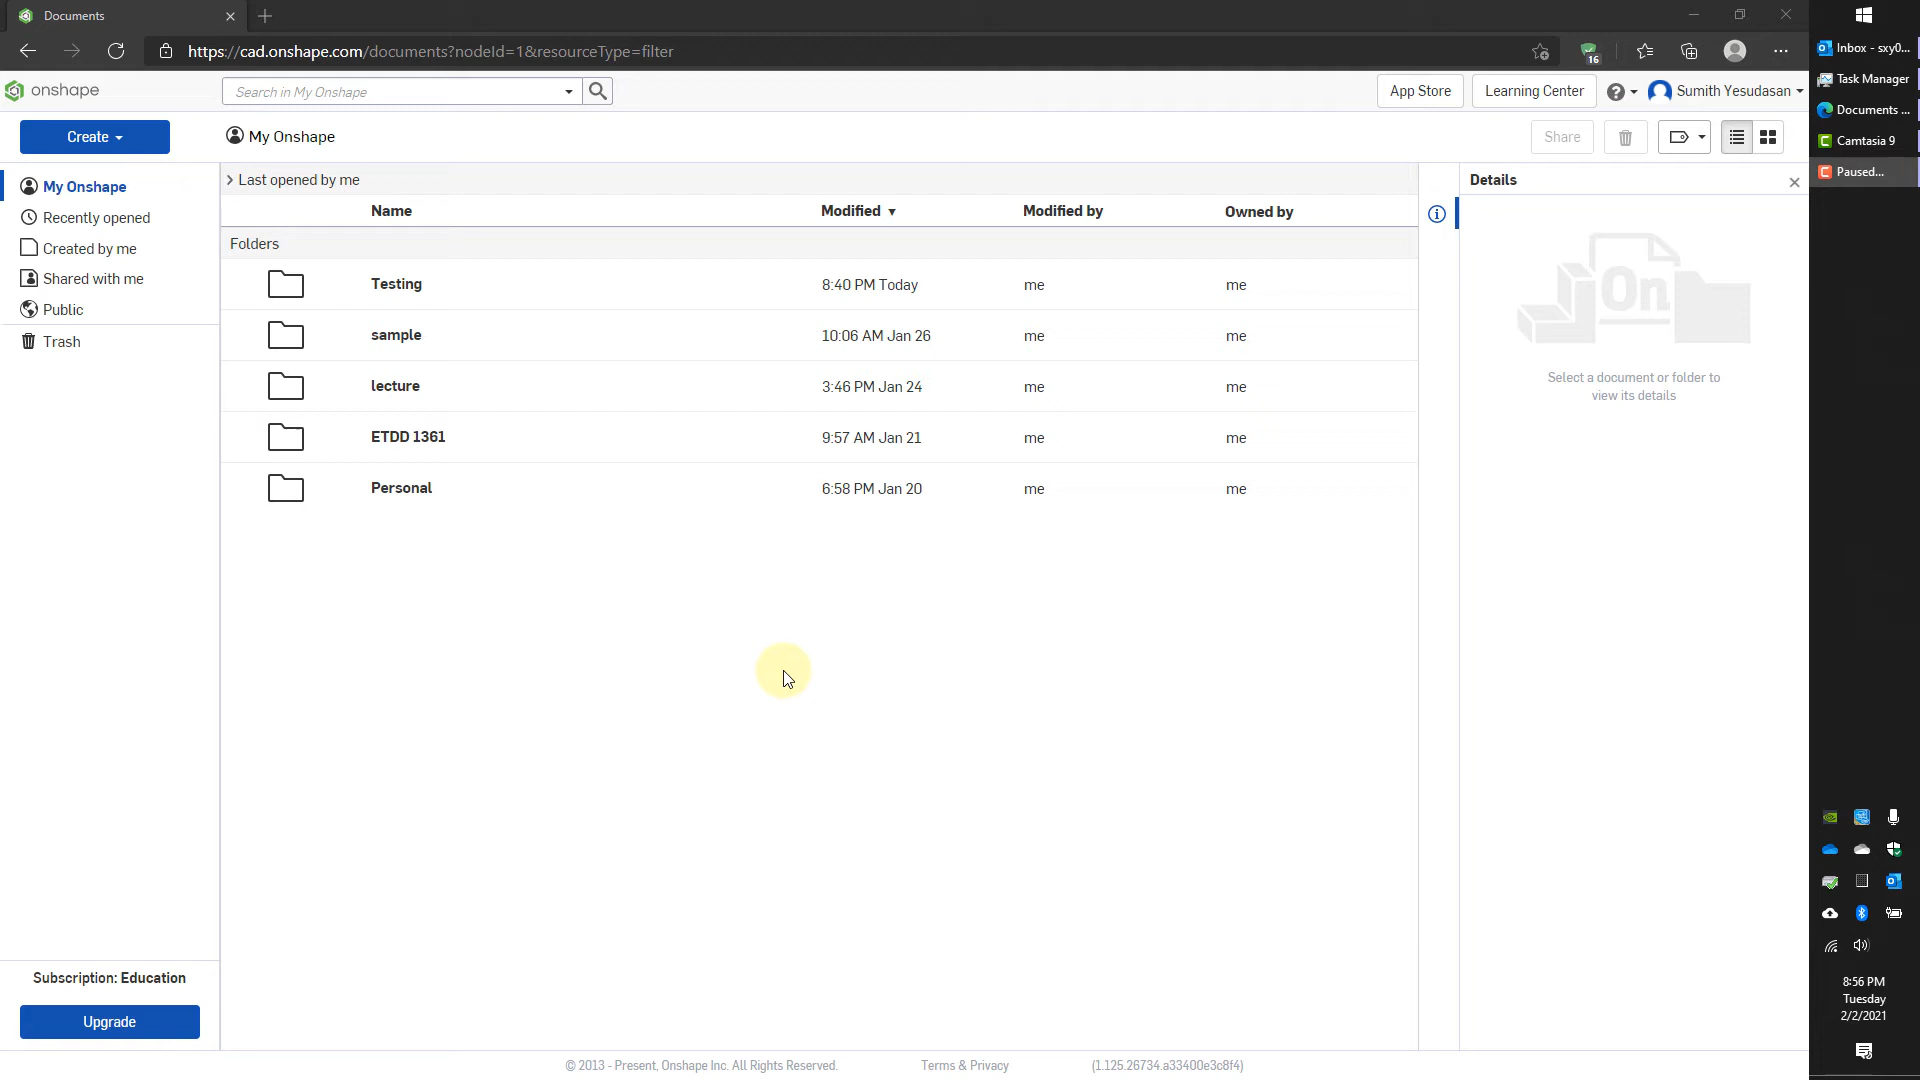 Documents
https://cad.onshape.com/documents?nodeId=1&resourceType=filter
16
onshape
Search in My Onshape
App Store
Learning Center
Sumith Yesudasan
Create
My Onshape
Share
My Onshape
Recently opened
Created by me
Shared with me
Public
Trash
Last opened by me
Name Modified Modified by Owned by
Folders
Testing 8:40 PM Today me me
sample 10:06 AM Jan 26 me me
lecture 3:46 PM Jan 24 me me
ETDD 1361 9:57 AM Jan 21 me me
Personal 6:58 PM Jan 20 me me
Details
On
Select a document or folder to
view its details
Subscription: Education
Upgrade
© 2013 - Present, Onshape Inc. All Rights Reserved. Terms & Privacy (1.125.26734.a33400e3c8f4)
Inbox - sxy0...
Task Manager
Documents ...
Camtasia 9
Paused...
8:56 PM
Tuesday
2/2/2021